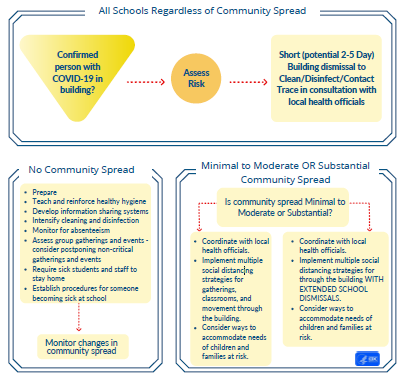 All Schools Regardless of Community Spread
Confirmed
person with
COVID-19 in
building?
Assess
Risk
Short (potential 2-5 Day)
Building dismissal to
Clean/Disinfect/Contact
Trace in consultation with
local health officials
No Community Spread
• Prepare
• Teach and reinforce healthy hygiene
• Develop information sharing systems
• Intensify cleaning and disinfection
• Monitor for absenteeism
• Assess group gatherings and events -
consider postponing non-critical
gatherings and events
• Require sick students and staff to
stay home
• Establish procedures for someone
becoming sick at school
Monitor changes in
community spread
Minimal to Moderate OR Substantial
Community Spread
Is community spread Minimal to
Moderate or Substantial?
• Coordinate with local
health officials.
• Implement multiple
social distancing
strategies for
gatherings,
classrooms, and
movement through
the building.
• Consider ways to
accommodate needs
of children and
families at risk.
• Coordinate with local
health officials.
• Implement multiple social
distancing strategies for
through the building WITH
EXTENDED SCHOOL
DISMISSALS.
• Consider ways to
accommodate needs of
children and families at
risk.
CDC